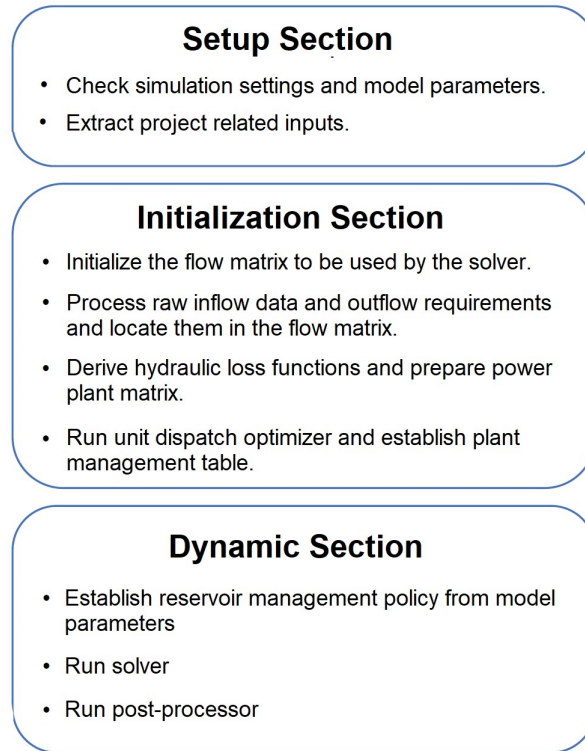 Setup Section
• Check simulation settings and model parameters.
• Extract project related inputs.
Initialization Section
• Initialize the flow matrix to be used by the solver.
• Process raw inflow data and outflow requirements
and locate them in the flow matrix.
• Derive hydraulic loss functions and prepare power
plant matrix.
• Run unit dispatch optimizer and establish plant
management table.
Dynamic Section
• Establish reservoir management policy from model
parameters
• Run solver
• Run post-processor